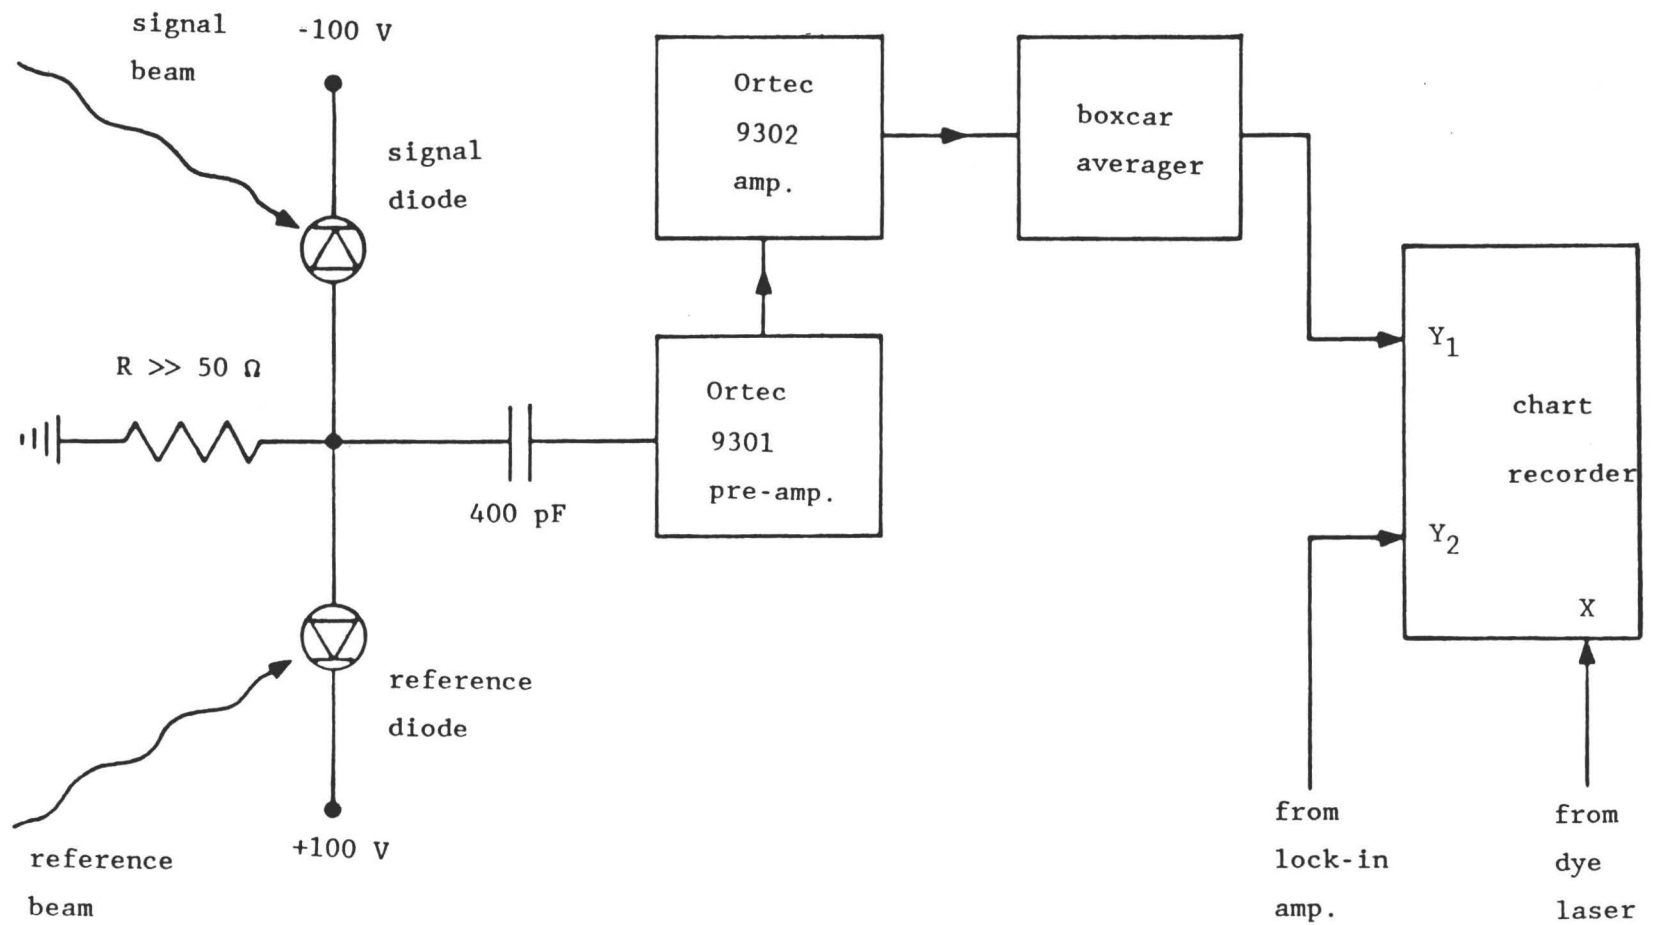 signal
beam
-100 V
signal
diode
R >> 50 Ω
400 pF
reference
diode
+100 V
reference
beam
Ortec
9302
amp.
Ortec
9301
pre-amp.
boxcar
averager
Y1
chart
recorder
Y2
X
from
lock-in
amp.
from
dye
laser